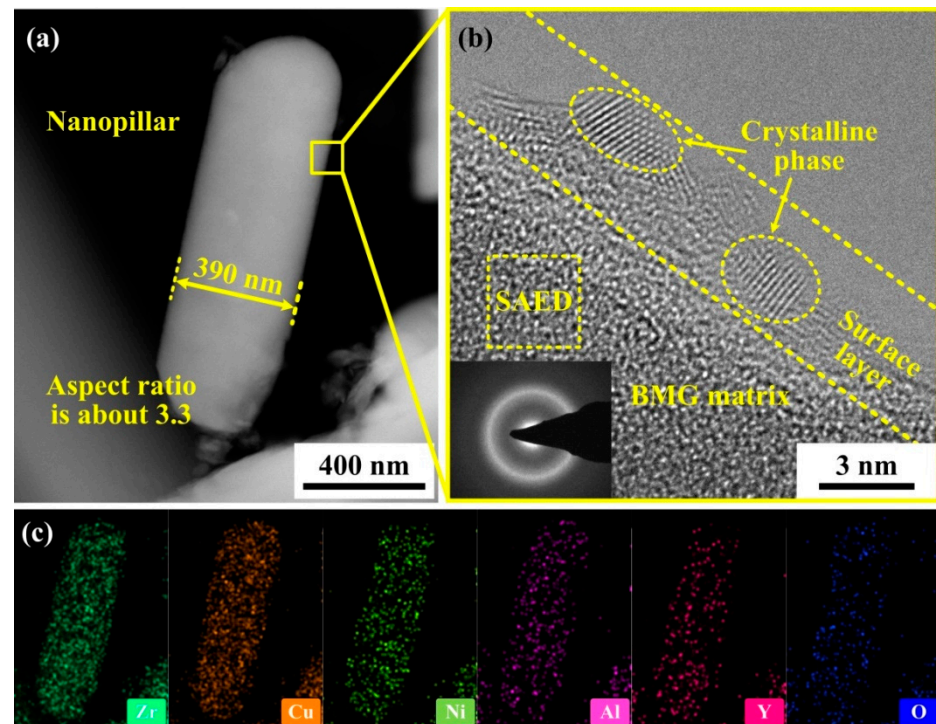 (a)
Nanopillar
390 nm
Aspect ratio
is about 3.3
400 nm
(b)
Crystalline
phase
SAED
Surface
layer
BMG matrix
3 nm
(c)
Zr
Cu
Ni
Al
Y
O